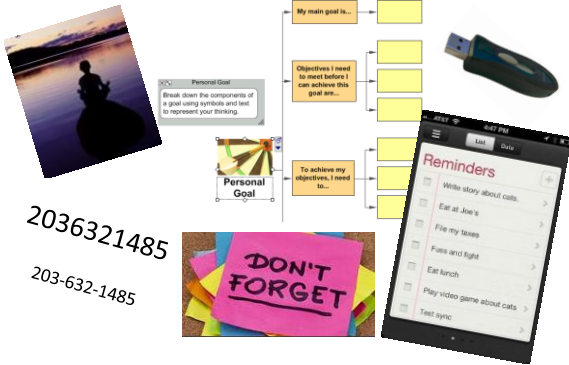 My main goal is...
Personal Goal
Break down the components of
a goal using symbols and text
to represent your thinking.
Objectives I need
to meet before I
can achieve this
goal are...
Personal
Goal
To achieve my
objectives, I need
to...
2036321485
203-632-1485
DON'T
FORGET
AT&T
4:47 PM
List
Date
Reminders
Write story about cats.
Eat at Joe's
File my taxes
Fuss and fight
Eat lunch
Play video game about cats
Test sync